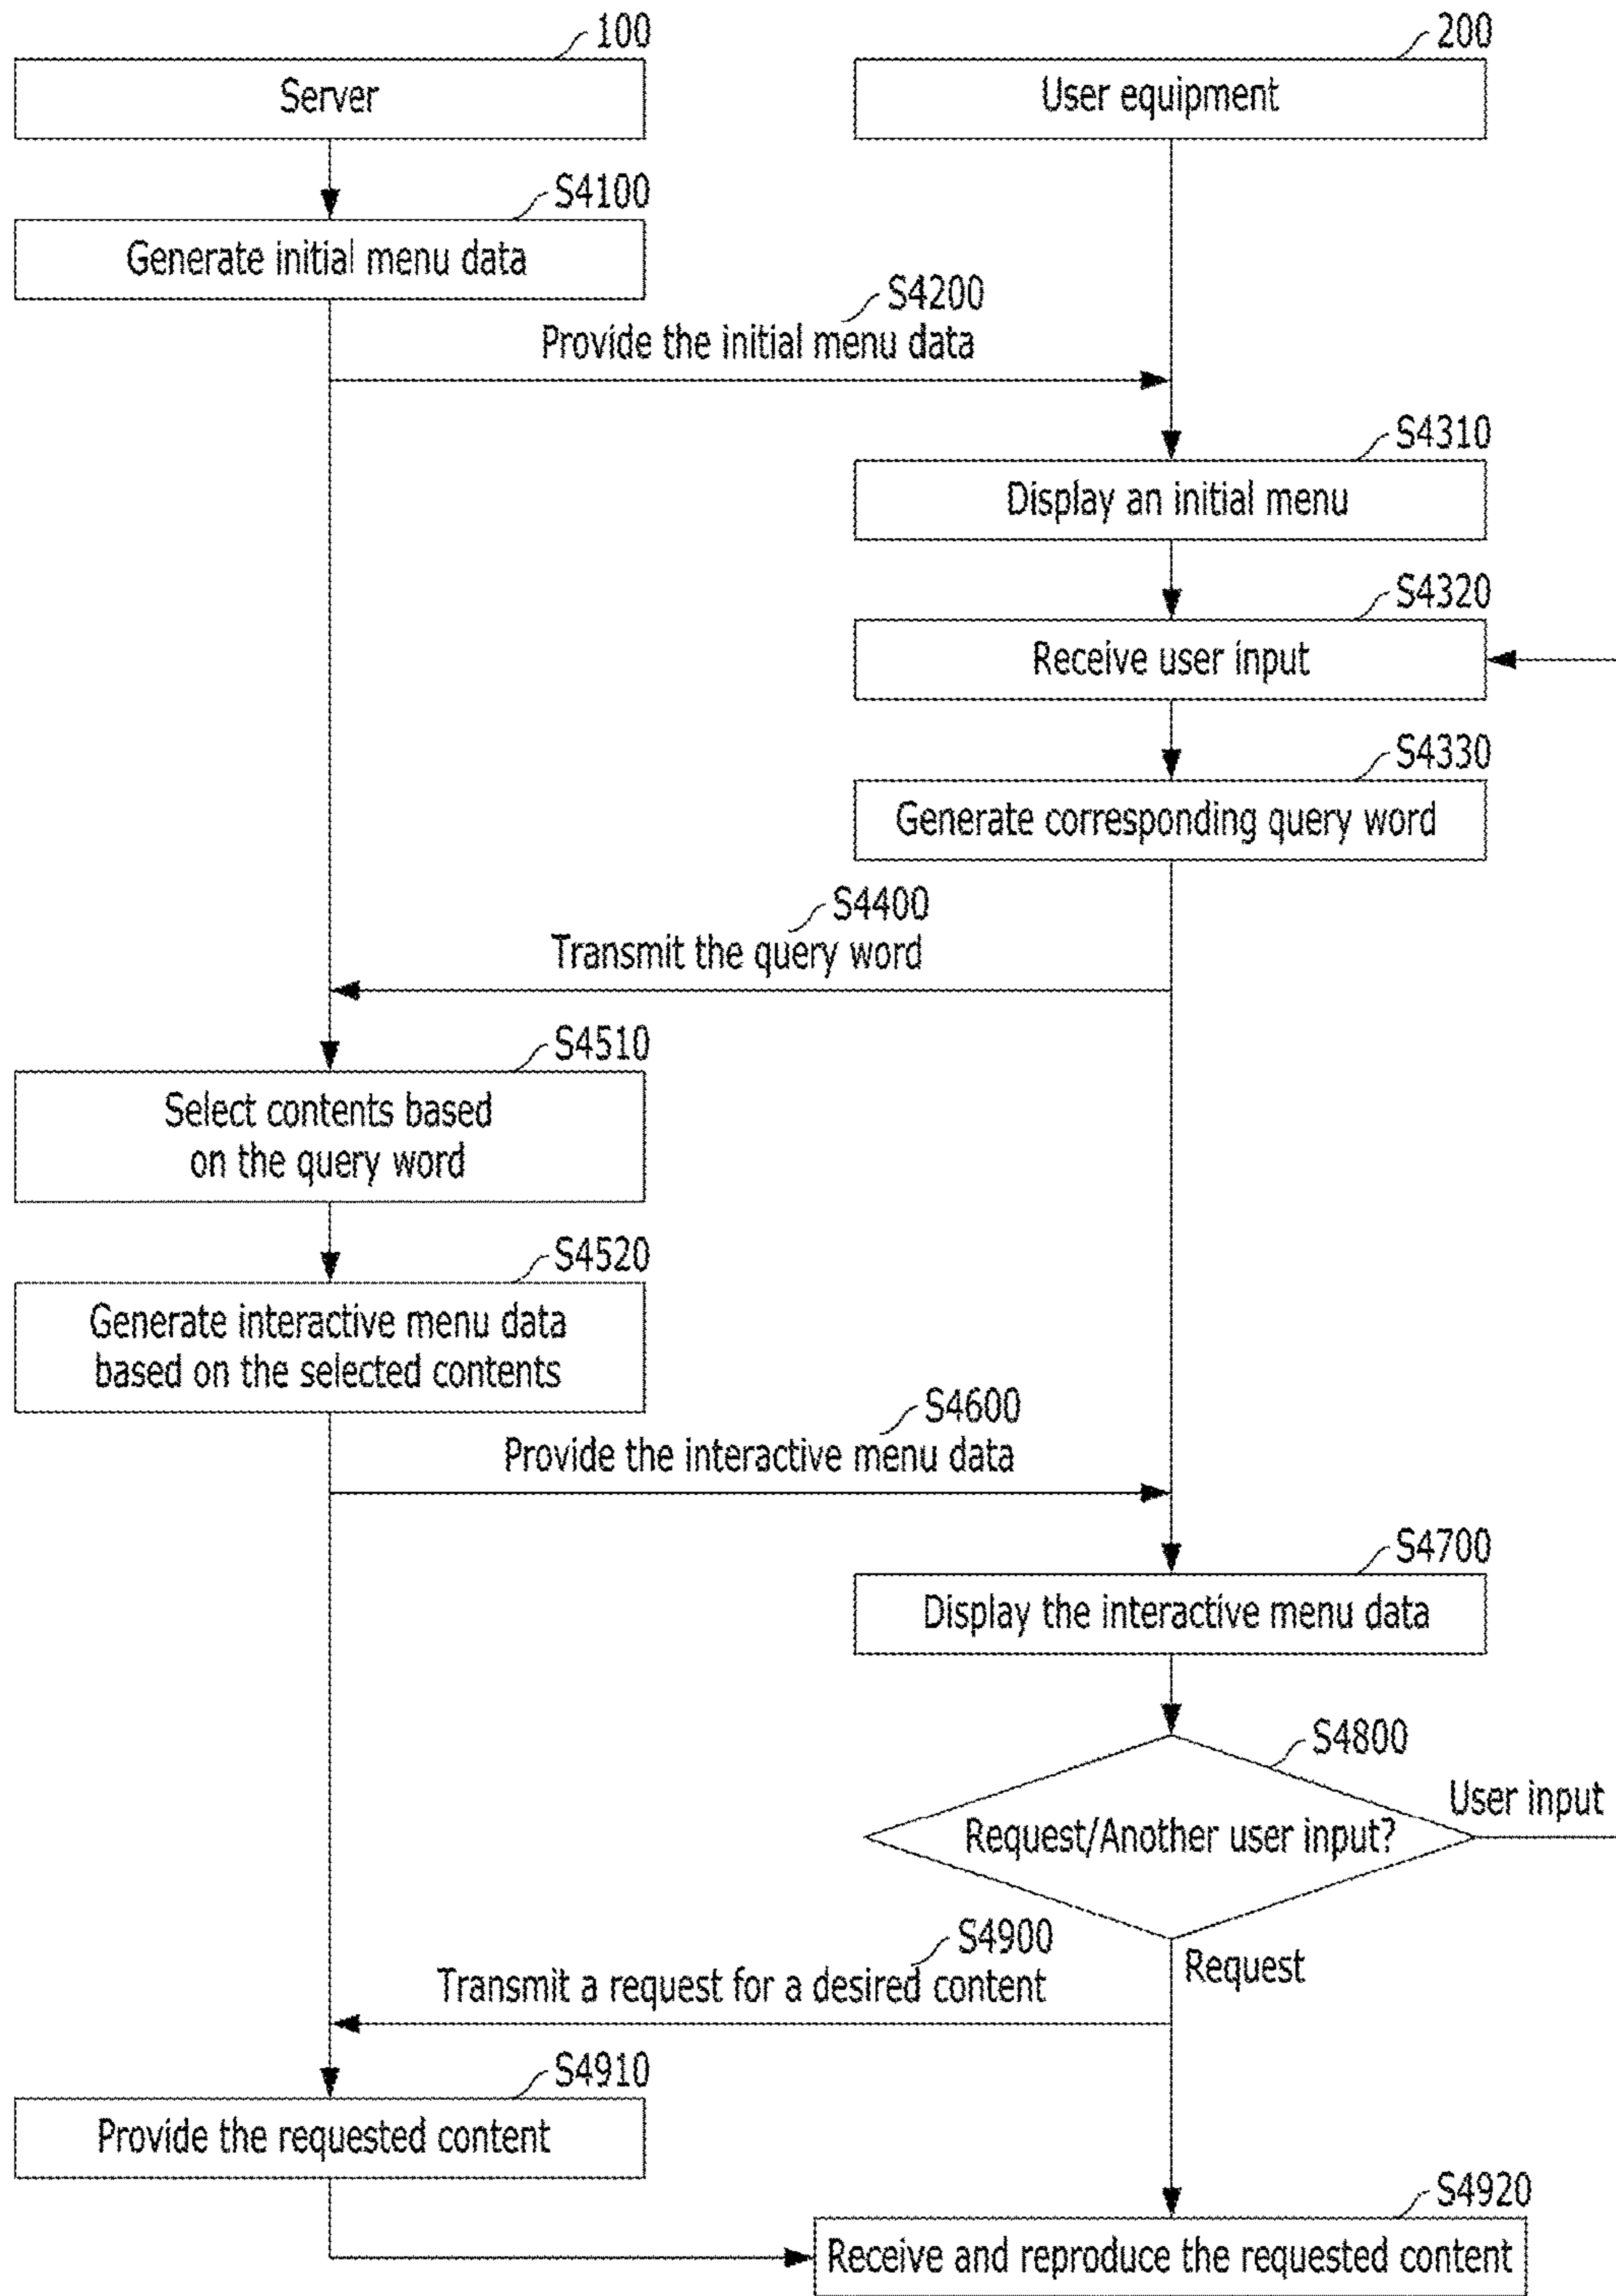 100
200
Server
User equipment
S4100
Generate initial menu data
S4200
Provide the initial menu data
S4310
Display an initial menu
S4320
Receive user input
S4330
Generate corresponding query word
S4400
Transmit the query word
S4510
Select contents based
on the query word
S4520
Generate interactive menu data
based on the selected contents
S4600
Provide the interactive menu data
S4700
Display the interactive menu data
S4800
User input
Request/Another user input?
S4900
Request
Transmit a request for a desired content
S4910
Provide the requested content
S4920
Receive and reproduce the requested content